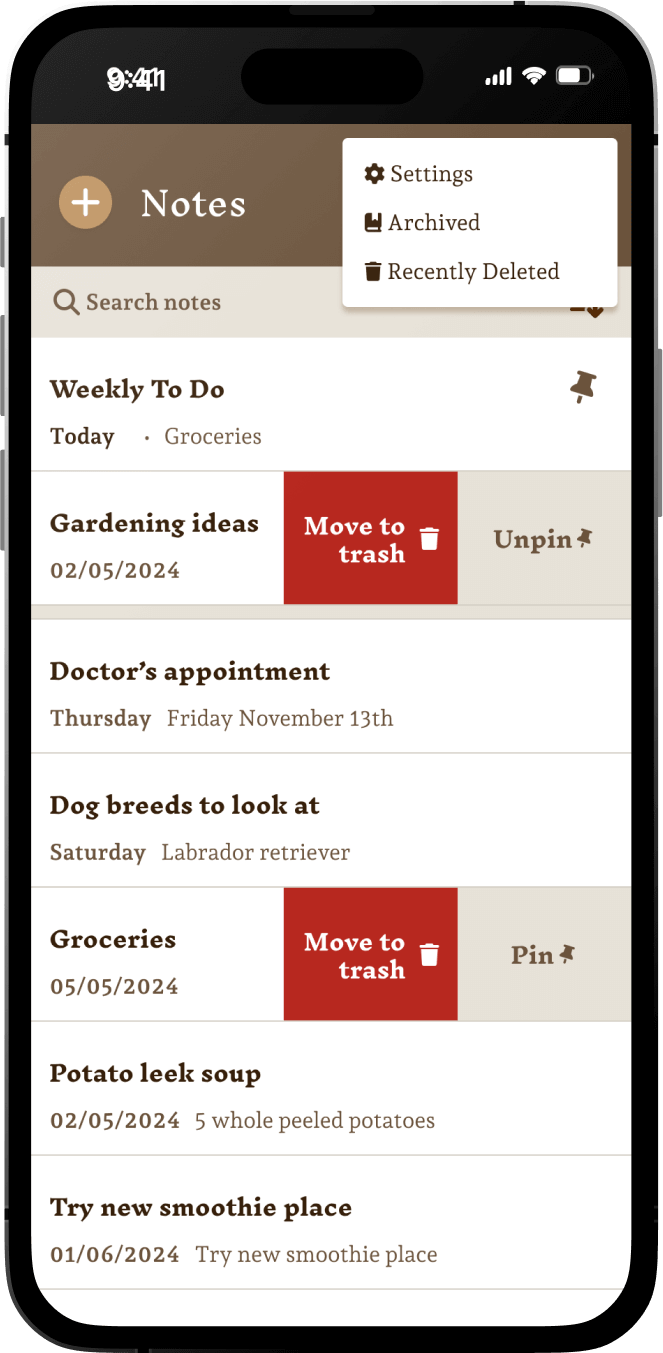 9:41
Settings
Notes
Archived
Recently Deleted
Search notes
Weekly To Do
Today · Groceries
Gardening ideas
02/05/2024
Move to
trash
Unpin
Doctor’s appointment
Thursday Friday November 13th
Dog breeds to look at
Saturday Labrador retriever
Groceries
05/05/2024
Move to
trash
Pin
Potato leek soup
02/05/2024 5 whole peeled potatoes
Try new smoothie place
01/06/2024 Try new smoothie place